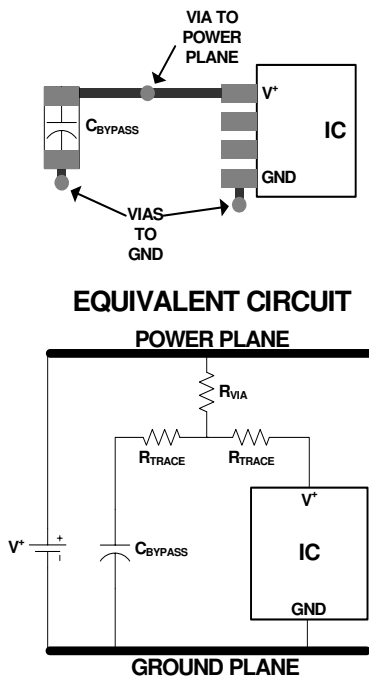 VIA TO
POWER
PLANE
V+
IC
CBYPASS
GND
VIAS
TO
GND
EQUIVALENT CIRCUIT
POWER PLANE
RVIA
RTRACE RTRACE
V+
V+ + -
CBYPASS
IC
GND
GROUND PLANE